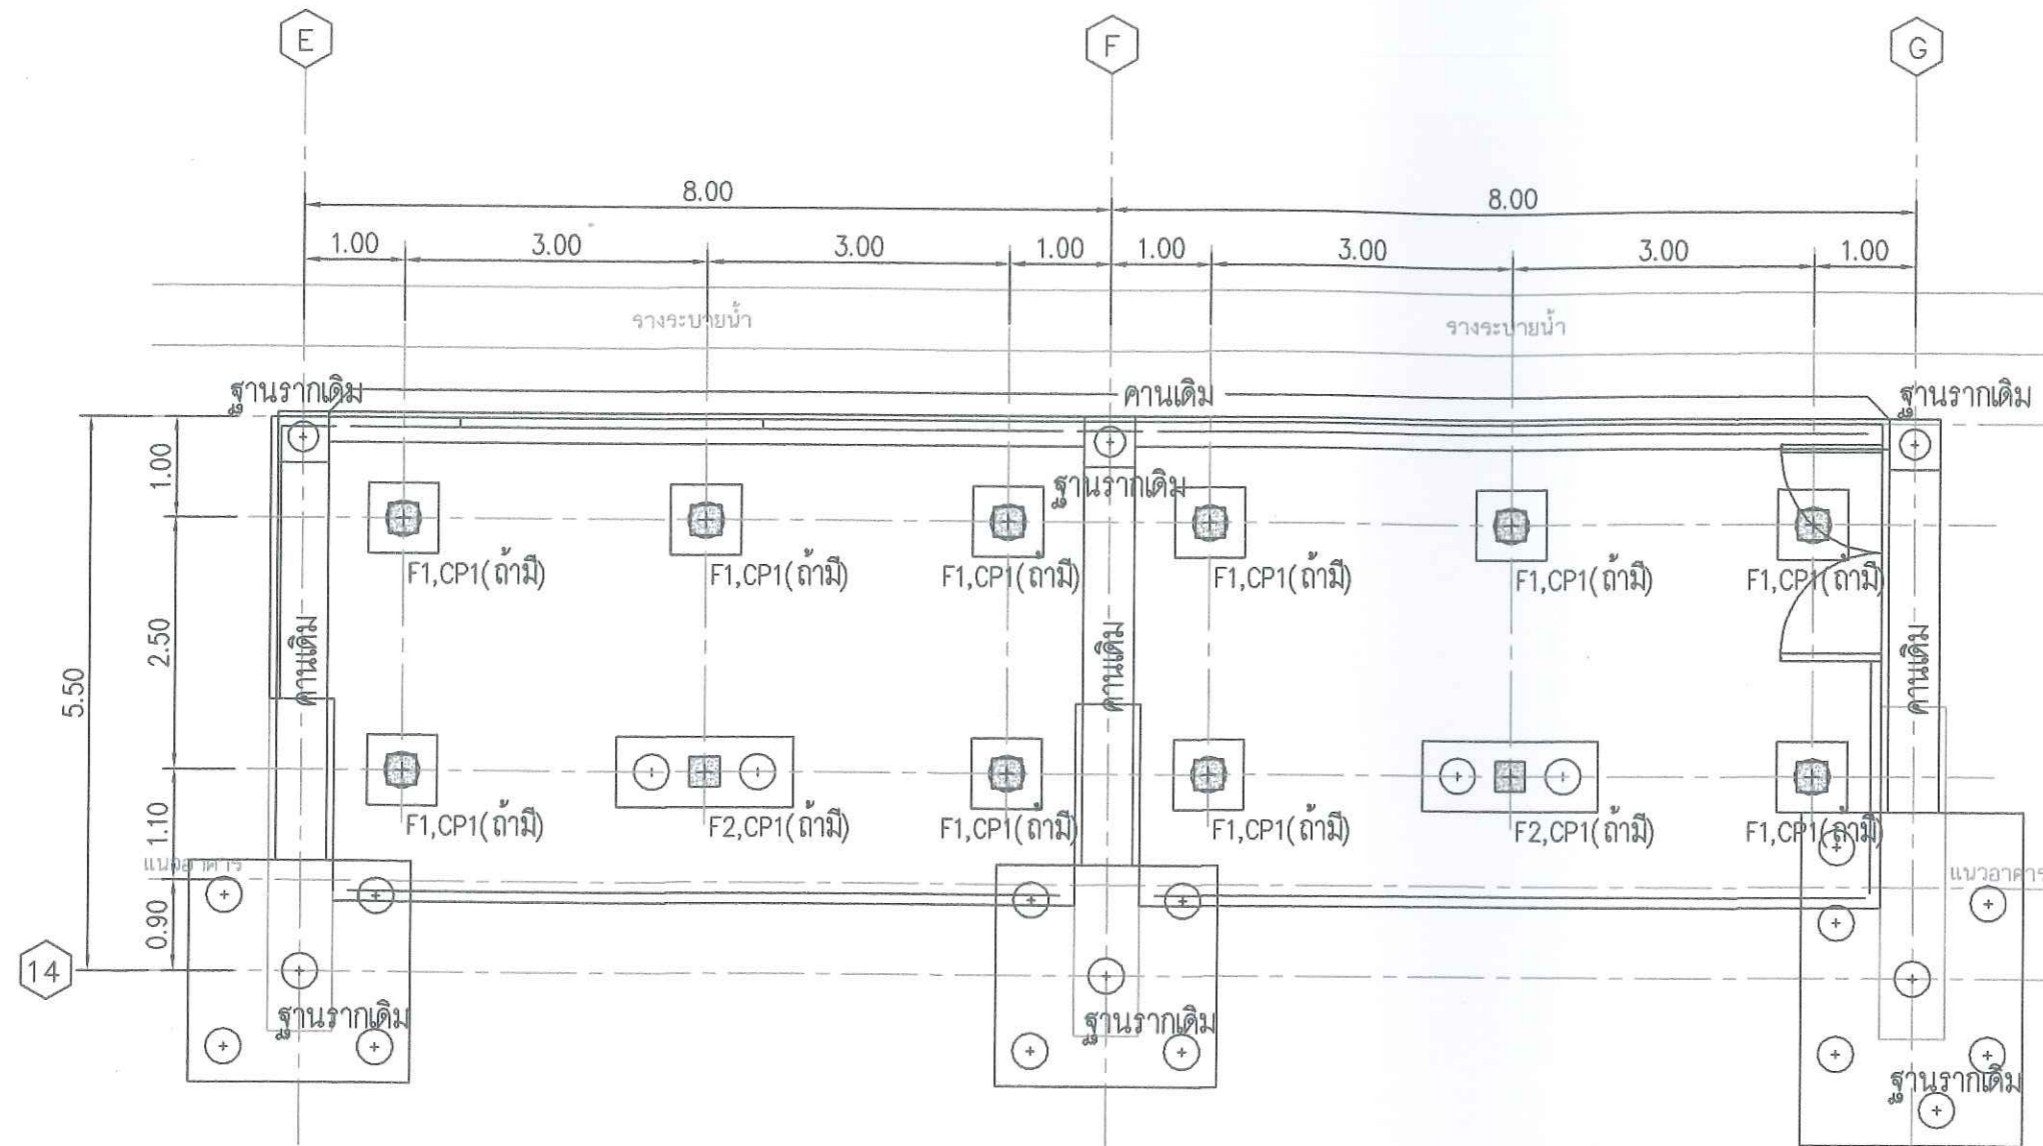 E
F
G
8.00
8.00
1.00
3.00
3.00
1.00
1.00
3.00
3.00
1.00
รางระบายน้ำ
รางระบายน้ำ
ฐานรากเดิม
คานเดิม
ฐานรากเดิม
1.00
ฐานรากเดิม
F1,CP1(ถ้ามี)
F1,CP1(ถ้ามี)
F1,CP1(ถ้ามี)
F1,CP1(ถ้ามี)
F1,CP1(ถ้ามี)
F1,CP1(ถ้ามี)
2.50
5.50
คานเดิม
คานเดิม
คานเดิม
F1,CP1(ถ้ามี)
F2,CP1(ถ้ามี)
F1,CP1(ถ้ามี)
F1,CP1(ถ้ามี)
F2,CP1(ถ้ามี)
F1,CP1(ถ้ามี)
1.10
แนวอาคาร
แนวอาคาร
0.90
14
ฐานรากเดิม
ฐานรากเดิม
ฐานรากเดิม